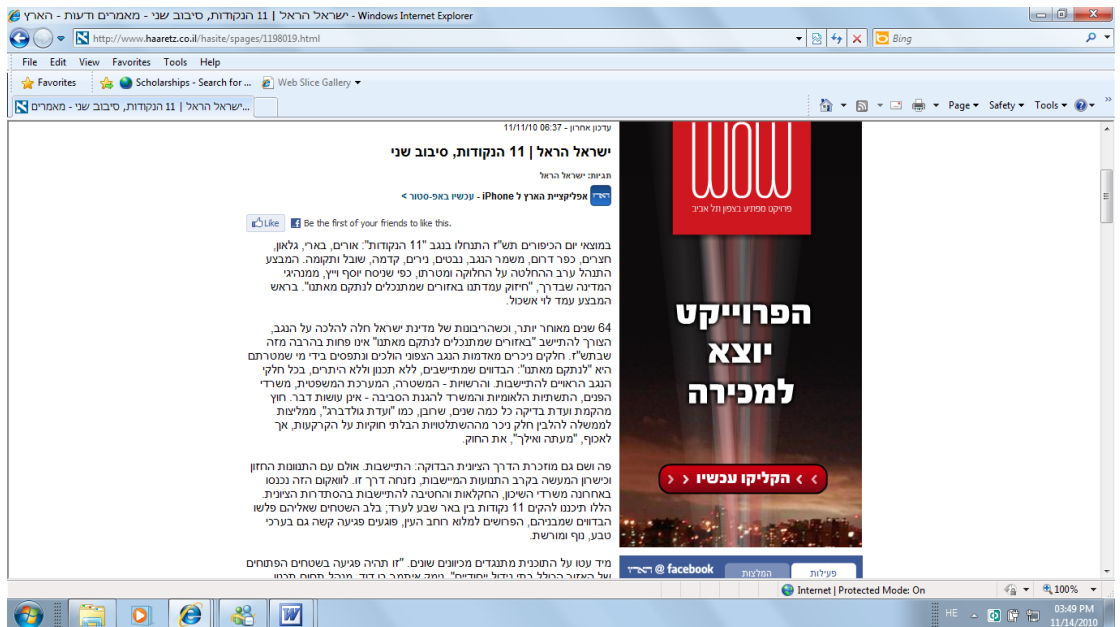 ישראל הראל | 11 הנקודות, סיבוב שני - מאמרים ודעות - הארץ - Windows Internet Explorer
http://www.haaretz.co.il/hasite/spages/1198019.html
Bing
File Edit View Favorites Tools Help
Favorites Scholarships - Search for ... Web Slice Gallery
ישראל הראל | 11 הנקודות, סיבוב שני - מאמרים...
Page Safety Tools
עדכון אחרון - 06:37 11/11/10
ישראל הראל | 11 הנקודות, סיבוב שני
תגיות: ישראל הראל
הארץ
אפליקציית הארץ ל iPhone - עכשיו באפ-סטור >
Like Be the first of your friends to like this.
במוצאי יום הכיפורים תש"ז התנחלו בנגב "11 הנקודות": אורים, בארי, גלאון,
חצרים, כפר דרום, משמר הנגב, נבטים, נירים, קדמה, שובל ותקומה. המבצע
התנהל ערב ההחלטה על החלוקה ומטרתו, כפי שניסח יוסף וייץ, ממנהיגי
המדינה שבדרך, "חיזוק עמדתנו באזורים שמתנכלים לנתקם מאתנו". בראש
המבצע עמד לוי אשכול.
64 שנים מאוחר יותר, וכשהריבונות של מדינת ישראל חלה להלכה על הנגב,
הצורך להתיישב "באזורים שמתנכלים לנתקם מאתנו" אינו פחות בהרבה מזה
שבתש"ז. חלקים ניכרים מאדמות הנגב הצפוני הולכים ונתפסים בידי מי שמטרתם
היא "לנתקם מאתנו": הבדווים שמתיישבים, ללא תכנון וללא היתרים, בכל חלקי
הנגב הראויים להתיישבות. והרשויות - המשטרה, המערכת המשפטית, משרדי
הפנים, התשתיות הלאומיות והמשרד להגנת הסביבה - אינן עושות דבר. חוץ
מהקמת ועדת בדיקה כל כמה שנים, שרובן, כמו "ועדת גולדברג", ממליצות
לממשלה להלבין חלק ניכר מההשתלטויות הבלתי חוקיות על הקרקעות, אך
לאכוף, "מעתה ואילך", את החוק.
פה ושם גם מוזכרת הדרך הציונית הבדוקה: התיישבות. אולם עם התנוונות החזון
וכישרון המעשה בקרב התנועות המיישבות, נזנחה דרך זו. לוואקום הזה נכנסו
באחרונה משרדי השיכון, החקלאות והחטיבה להתיישבות בהסתדרות הציונית.
הללו תיכננו להקים 11 נקודות בין באר שבע לערד; בלב השטחים שאליהם פלשו
הבדווים שמבניהם, הפרושים למלוא רוחב העין, פוגעים פגיעה קשה גם בערכי
טבע, נוף ומורשת.
מיד עטו על התוכנית מתנגדים מכיוונים שונים. "זו תהיה פגיעה בשטחים הפתוחים
WOW
פרויקט מפתיע בצפון תל אביב
הפרוייקט
יוצא
למכירה
הקליקו עכשיו
הארץ @ facebook
המלצות
פעילות
Internet | Protected Mode: On
100%
HE
03:49 PM
11/14/2010